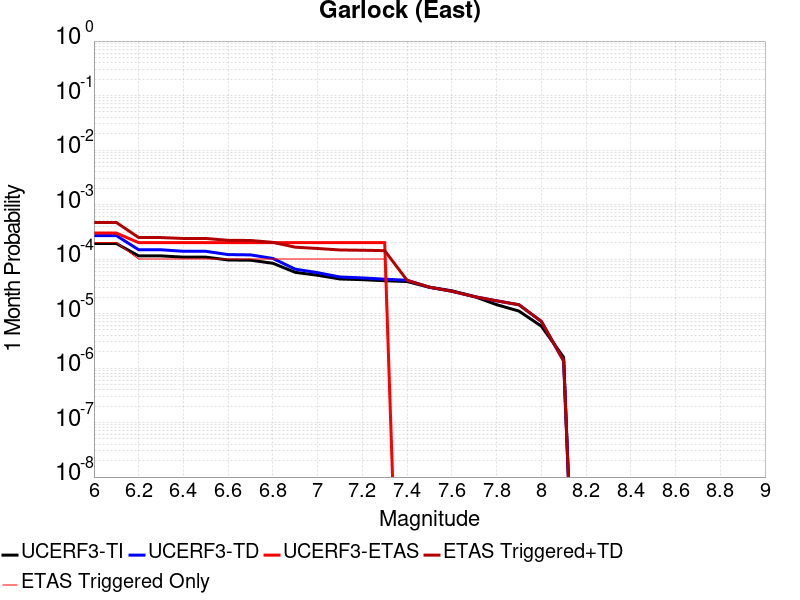 Garlock (East)
1 Month Probability
10^0
10^-1
10^-2
10^-3
10^-4
10^-5
10^-6
10^-7
10^-8
6 6.2 6.4 6.6 6.8 7 7.2 7.4 7.6 7.8 8 8.2 8.4 8.6 8.8 9
Magnitude
UCERF3-TI UCERF3-TD UCERF3-ETAS ETAS Triggered+TD
ETAS Triggered Only